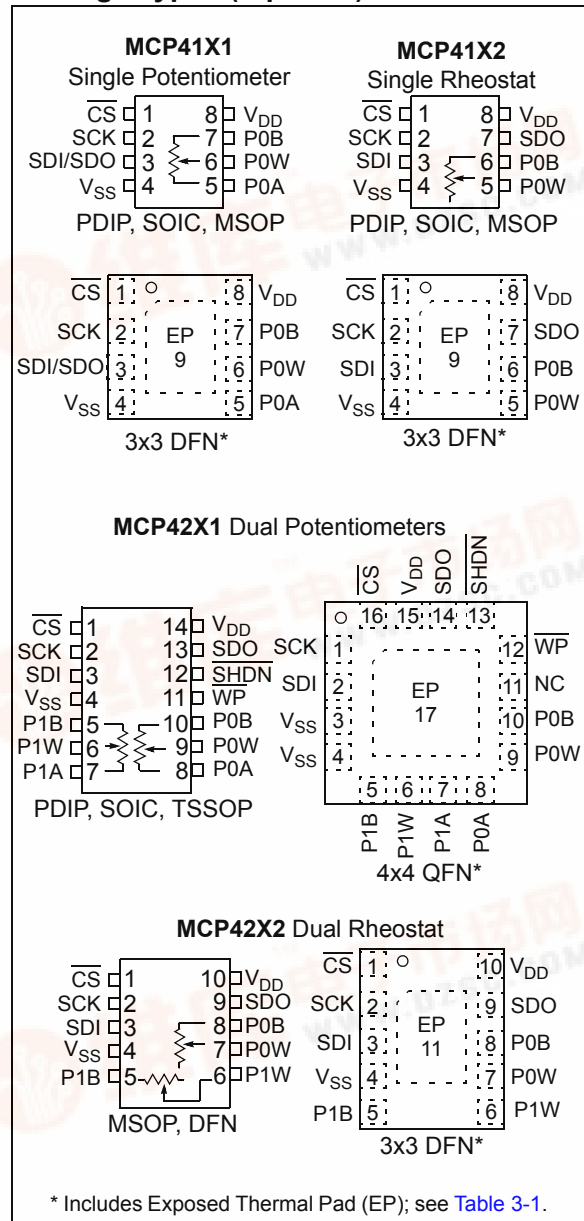 MCP41X1
Single Potentiometer
CS 1 8 VDD
SCK 2 7 P0B
SDI/SDO 3 6 P0W
VSS 4 5 P0A
PDIP, SOIC, MSOP
MCP41X2
Single Rheostat
CS 1 8 VDD
SCK 2 7 SDO
SDI 3 6 P0B
VSS 4 5 P0W
PDIP, SOIC, MSOP
CS 1 8 VDD
SCK 2 EP 7 P0B
SDI/SDO 3 9 6 P0W
VSS 4 5 P0A
3x3 DFN*
CS 1 8 VDD
SCK 2 EP 7 SDO
SDI 3 9 6 P0B
VSS 4 5 P0W
3x3 DFN*
MCP42X1 Dual Potentiometers
CS 1 14 VDD
SCK 2 13 SDO
SDI 3 12 SHDN
VSS 4 11 WP
P1B 5 10 P0B
P1W 6 9 P0W
P1A 7 8 P0A
PDIP, SOIC, TSSOP
CS VDD SDO SHDN
16 15 14 13
SCK 1 12 WP
SDI 2 EP 11 NC
VSS 3 17 10 P0B
VSS 4 9 P0W
5 6 7 8
P1B P1W P1A P0A
4x4 QFN*
MCP42X2 Dual Rheostat
CS 1 10 VDD
SCK 2 9 SDO
SDI 3 8 P0B
VSS 4 7 P0W
P1B 5 6 P1W
MSOP, DFN
CS 1 10 VDD
SCK 2 EP 9 SDO
SDI 3 11 8 P0B
VSS 4 7 P0W
P1B 5 6 P1W
3x3 DFN*
* Includes Exposed Thermal Pad (EP); see Table 3-1.